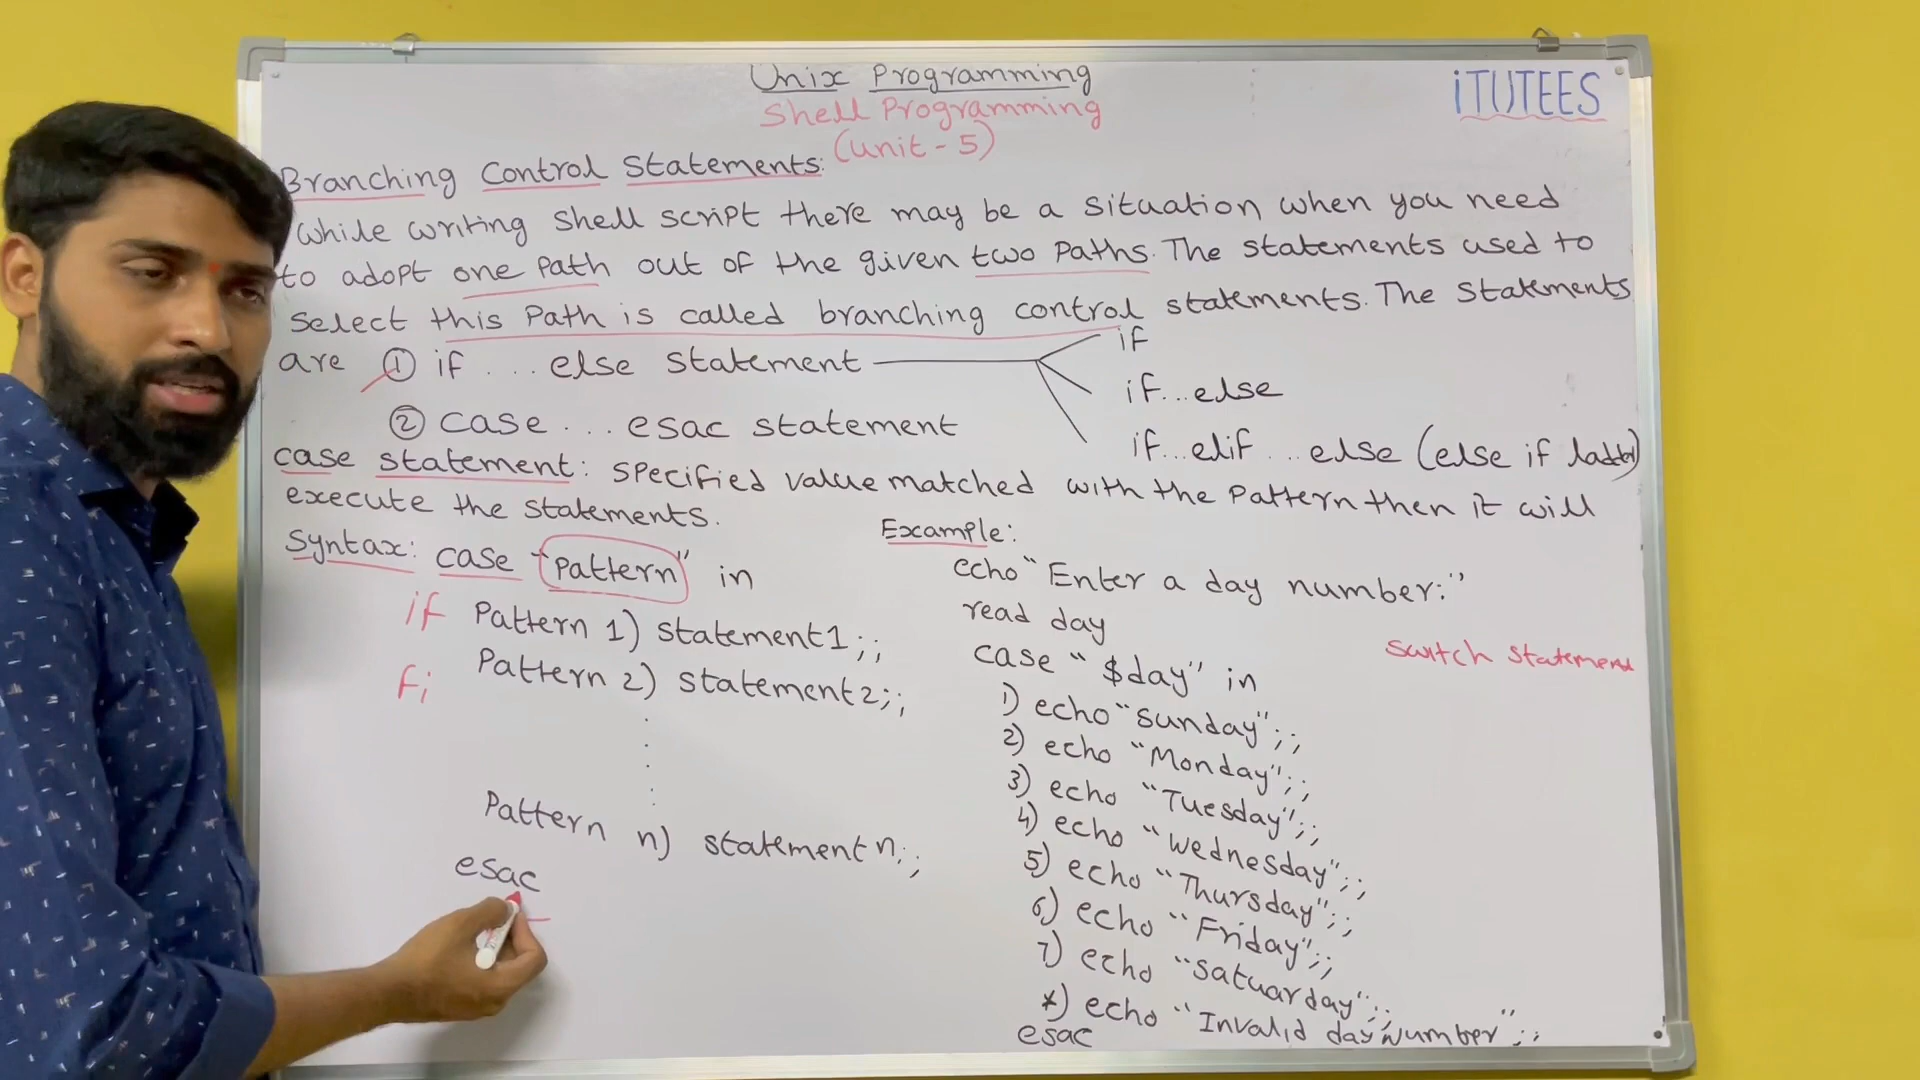 Unix Programming
iTUTEES
Shell Programming
(unit - 5)
Branching Control Statements:
While writing shell script there may be a situation when you need
to adopt one path out of the given two paths. The statements used to
select this path is called branching control statements. The statements
are ① if ... else statement
if
if...else
if...elif...else (else if ladder)
② case ... esac statement
case statement: specified value matched with the pattern then it will
execute the statements.
Syntax: case "pattern" in
if Pattern 1) statement1;;
fi Pattern 2) statement2;;
Pattern n) statement n;;
esac
Example:
echo "Enter a day number:"
read day
case "$day" in
switch statement
1) echo "sunday";;
2) echo "Monday";;
3) echo "Tuesday";;
4) echo "wednesday";;
5) echo "Thursday";;
6) echo "Friday";;
7) echo "satuarday";;
*) echo "Invalid day Number";;
esac